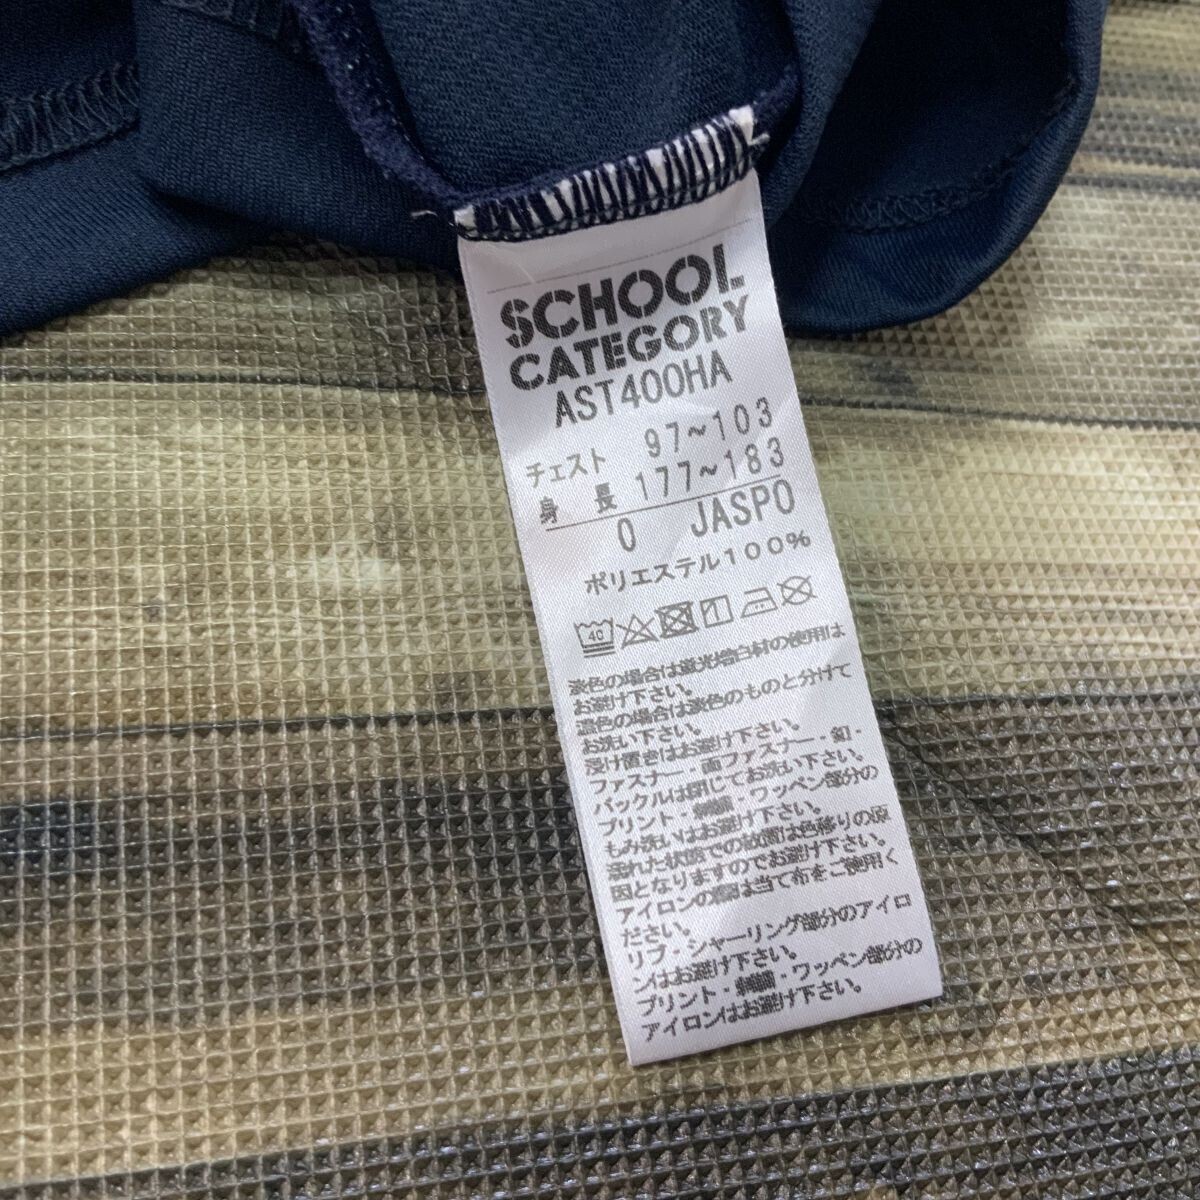 SCHOOL
CATEGORY
AST400HA
チェスト 97~103
身 長 177~183
O JASPO
ポリエステル100%
40
淡色の場合は蛍光増白材の使用は
お避け下さい。
濃色の場合は淡色のものと分けて
お洗い下さい。
浸け置きはお避け下さい。
ファスナー・面ファスナー・釦・
バックルは閉じてお洗い下さい。
プリント・刺繍・ワッペン部分の
もみ洗いはお避け下さい。
濡れた状態での放置は色移りの原
因となりますのでお避け下さい。
アイロンの際は当て布をご使用く
ださい。
リブ・シャーリング部分のアイロ
ンはお避け下さい。
プリント・刺繍・ワッペン部分の
アイロンはお避け下さい。